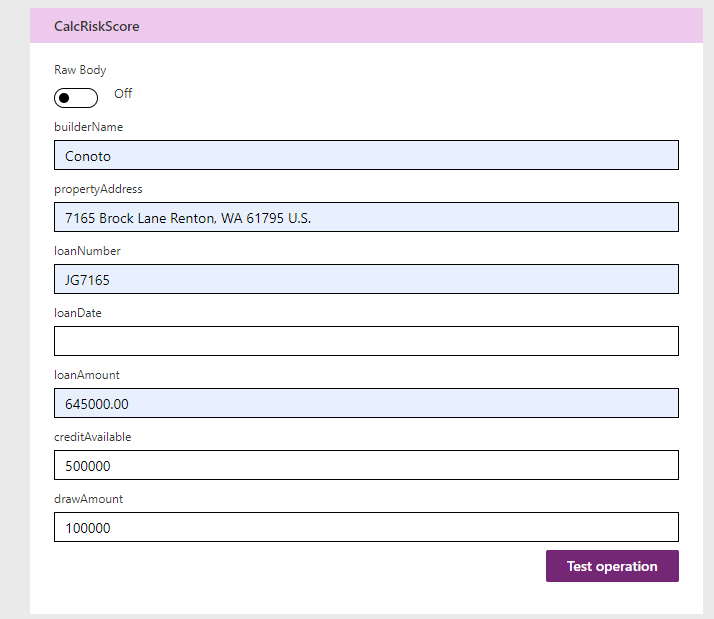 CalcRiskScore
Raw Body
Off
builderName
Conoto
propertyAddress
7165 Brock Lane Renton, WA 61795 U.S.
loanNumber
JG7165
loanDate
loanAmount
645000.00
creditAvailable
500000
drawAmount
100000
Test operation